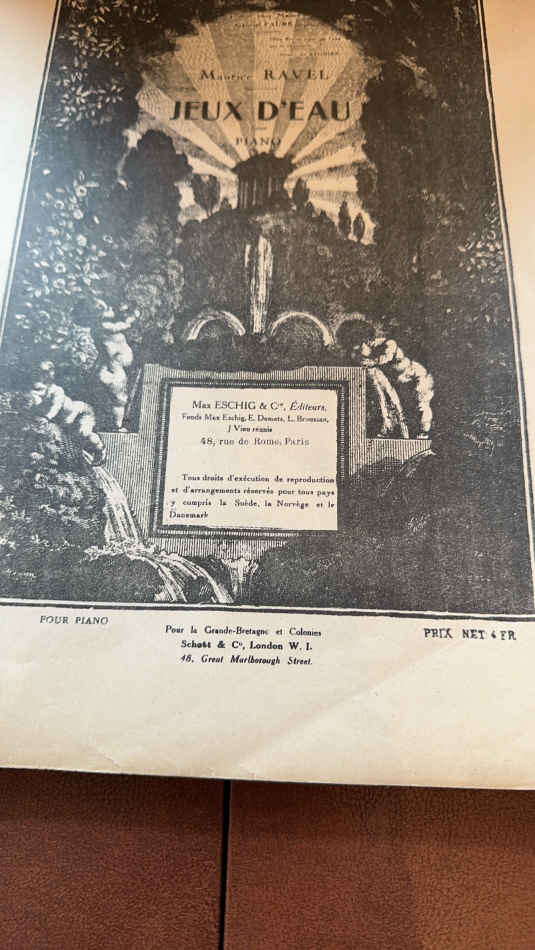 Maurice RAVEL
JEUX D'EAU
PIANO
Max ESCHIG & Cie, Éditeurs,
Fonds Max Eschig, E. Demets, L. Broussan,
J Vieu réunis
48, rue de Rome, Paris
Tous droits d'exécution de reproduction
et d'arrangements réservés pour tous pays
y compris la Suède, la Norvège et le
Danemark
POUR PIANO
Pour la Grande-Bretagne et Colonies
Schott & Co, London W. I.
48, Great Marlborough Street.
PRIX NET: 4 FR